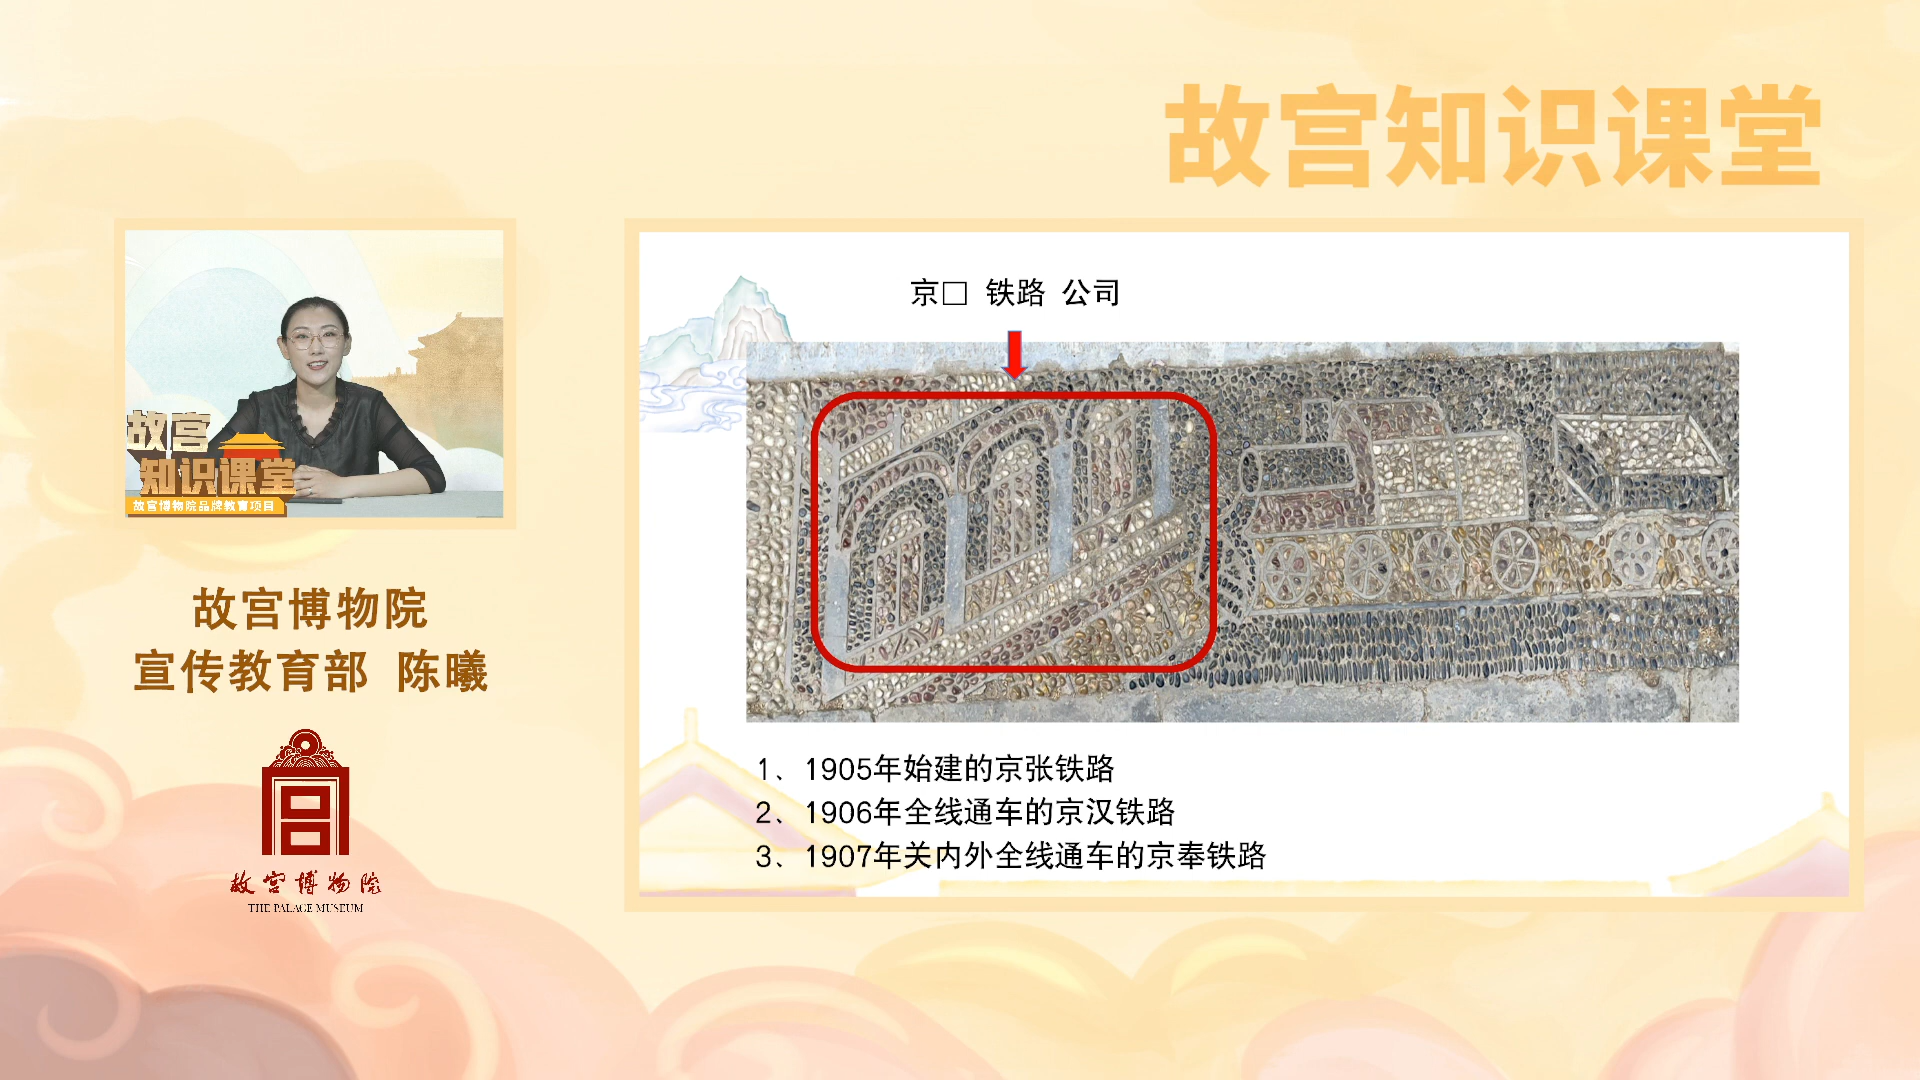 故宫知识课堂
京□ 铁路 公司
故宫
知识课堂
故宫博物院品牌教育项目
故宫博物院
宣传教育部 陈曦
故宫博物院
THE PALACE MUSEUM
1、1905年始建的京张铁路
2、1906年全线通车的京汉铁路
3、1907年关内外全线通车的京奉铁路